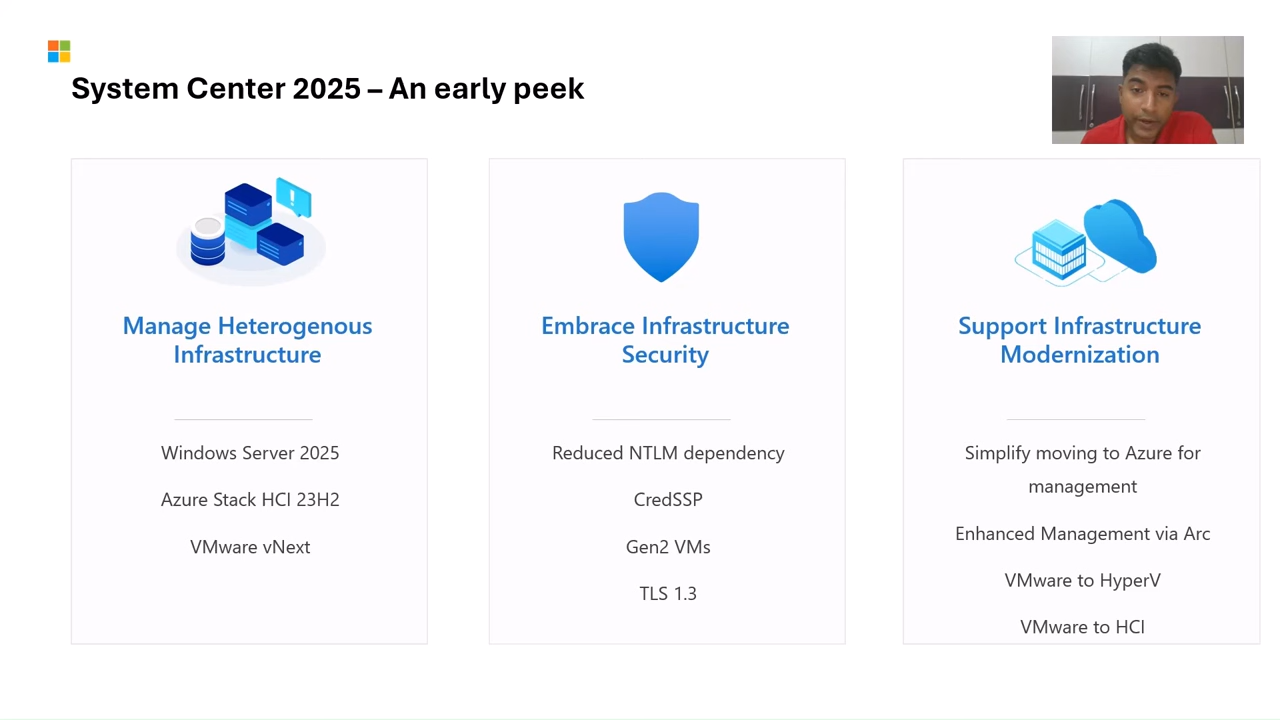 System Center 2025 – An early peek
Manage Heterogenous
Infrastructure
Windows Server 2025
Azure Stack HCI 23H2
VMware vNext
Embrace Infrastructure
Security
Reduced NTLM dependency
CredSSP
Gen2 VMs
TLS 1.3
Support Infrastructure
Modernization
Simplify moving to Azure for
management
Enhanced Management via Arc
VMware to HyperV
VMware to HCI